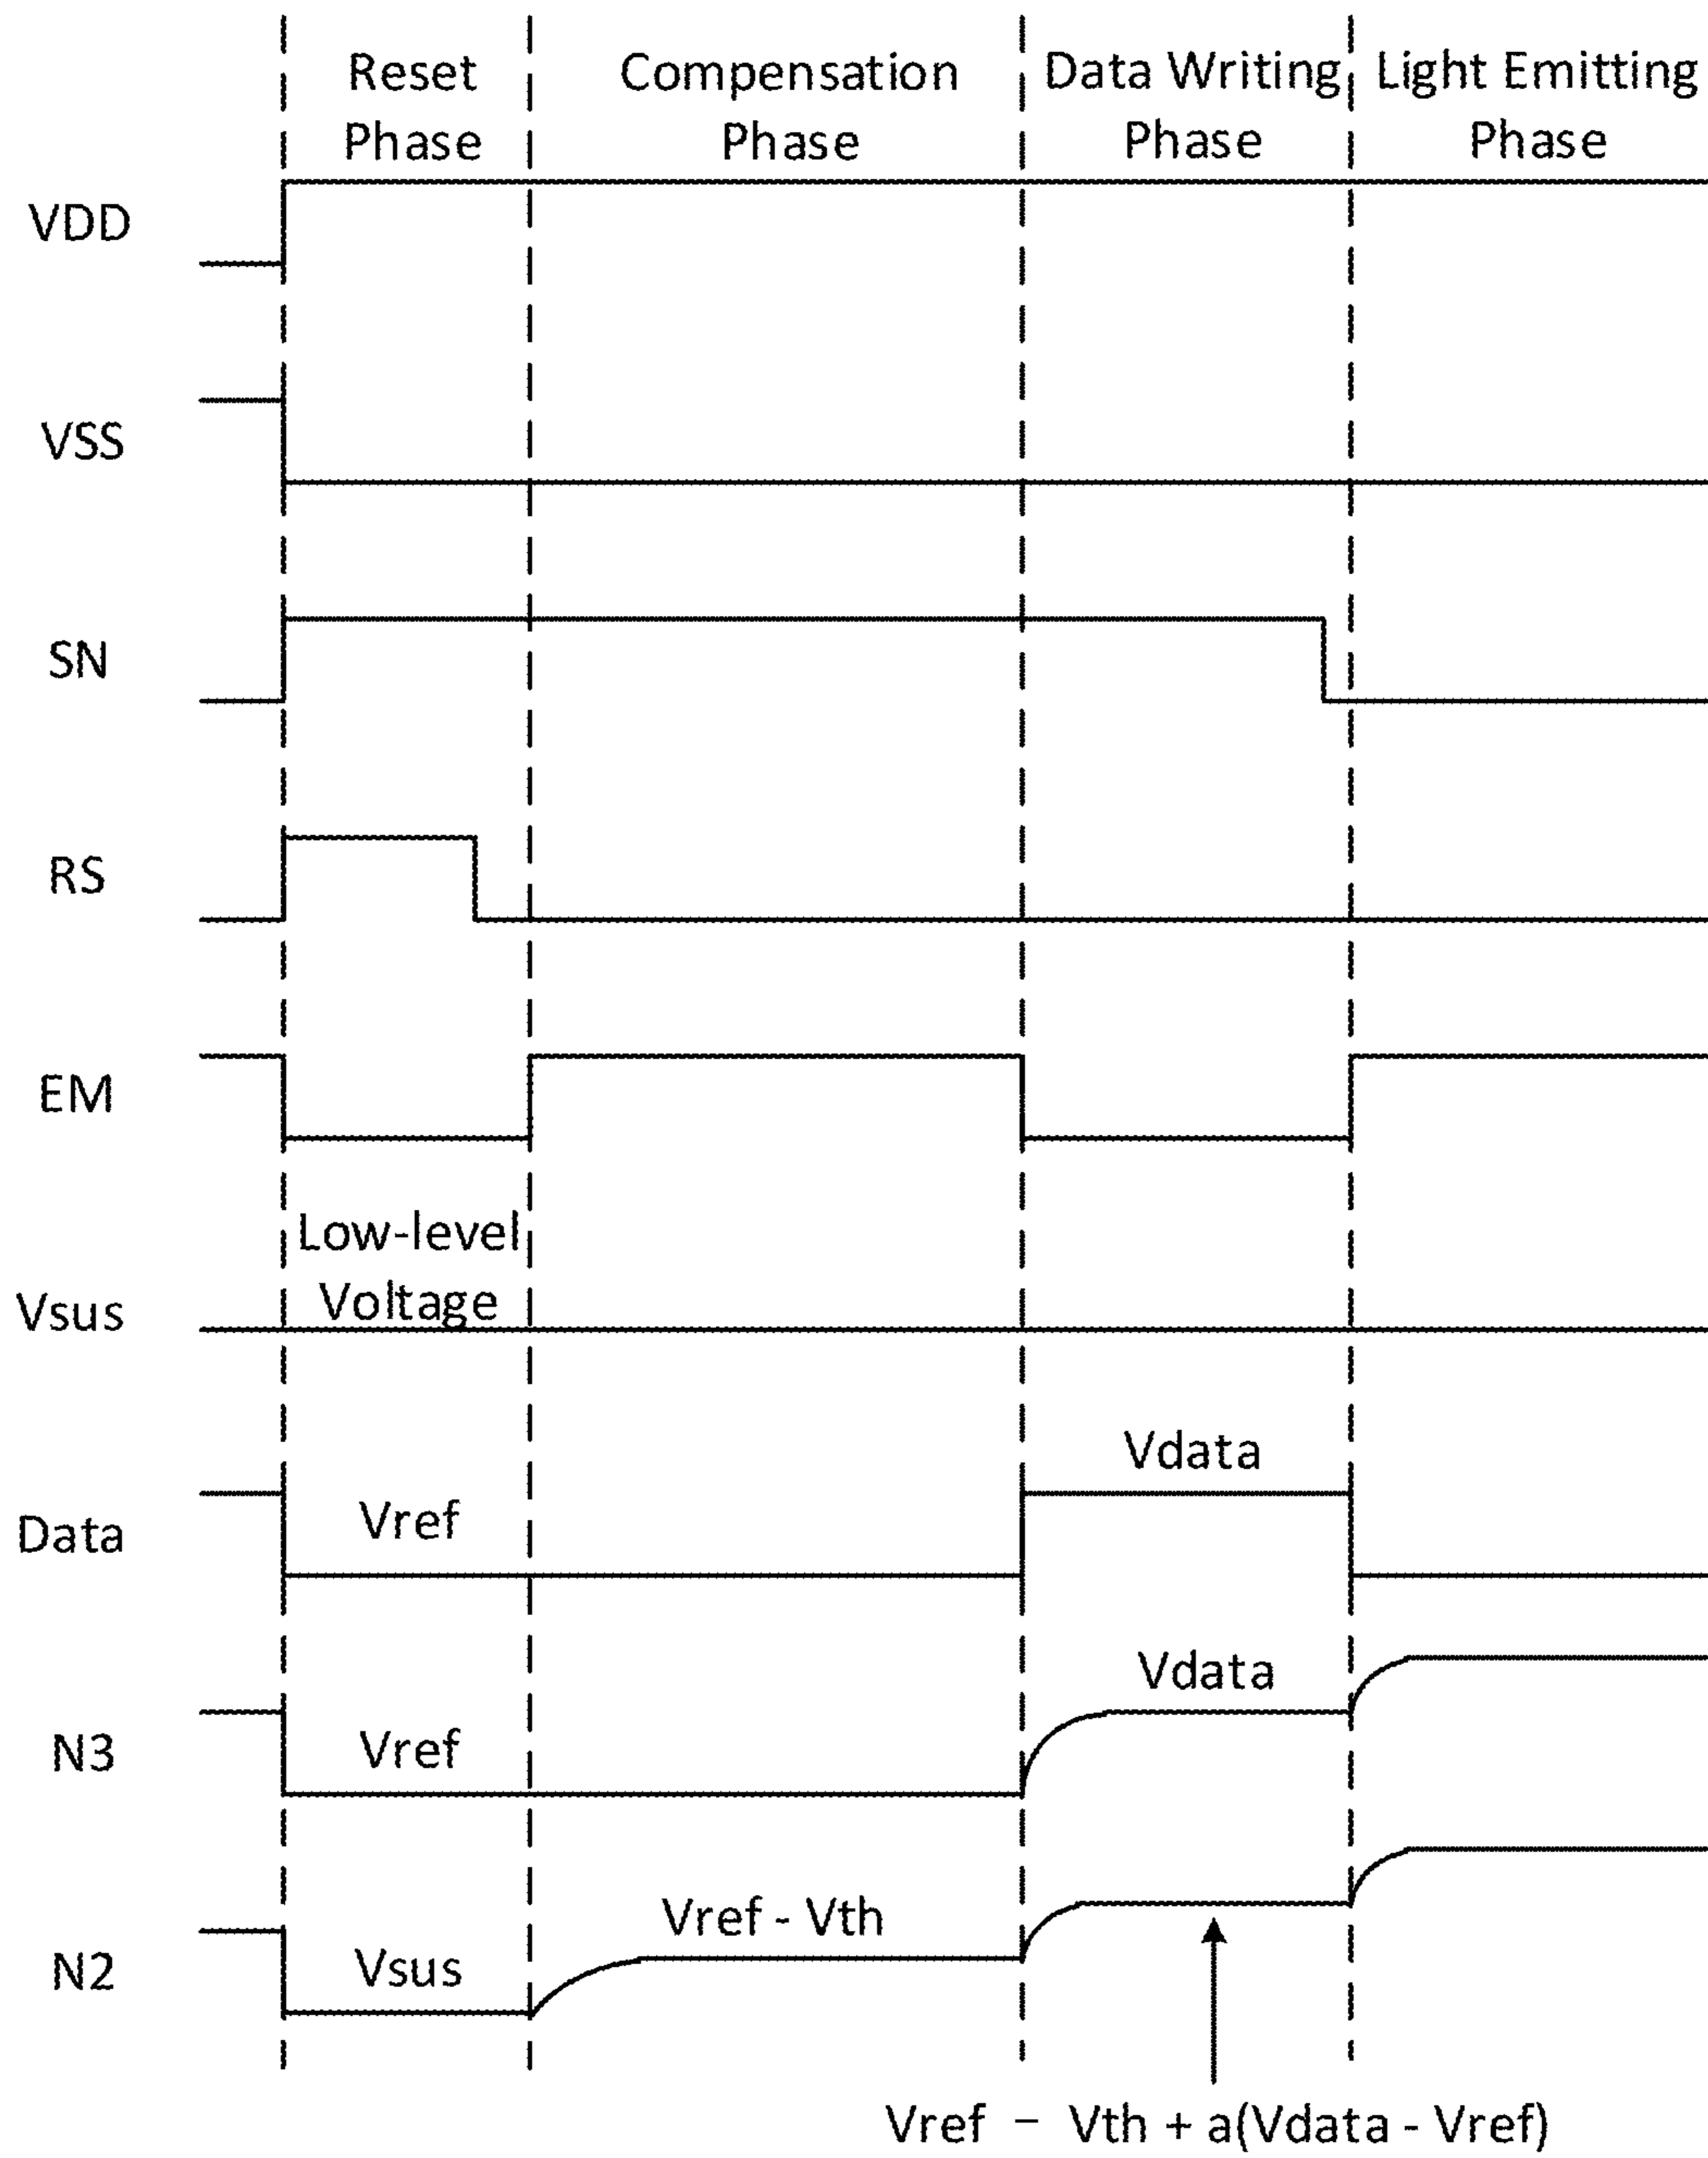 Reset
Phase
Compensation
Phase
Data Writing
Phase
Light Emitting
Phase
VDD
VSS
SN
RS
EM
Low-level
Voltage
Vsus
Vdata
Data
Vref
Vdata
N3
Vref
Vref - Vth
N2
Vsus
Vref - Vth + a(Vdata - Vref)